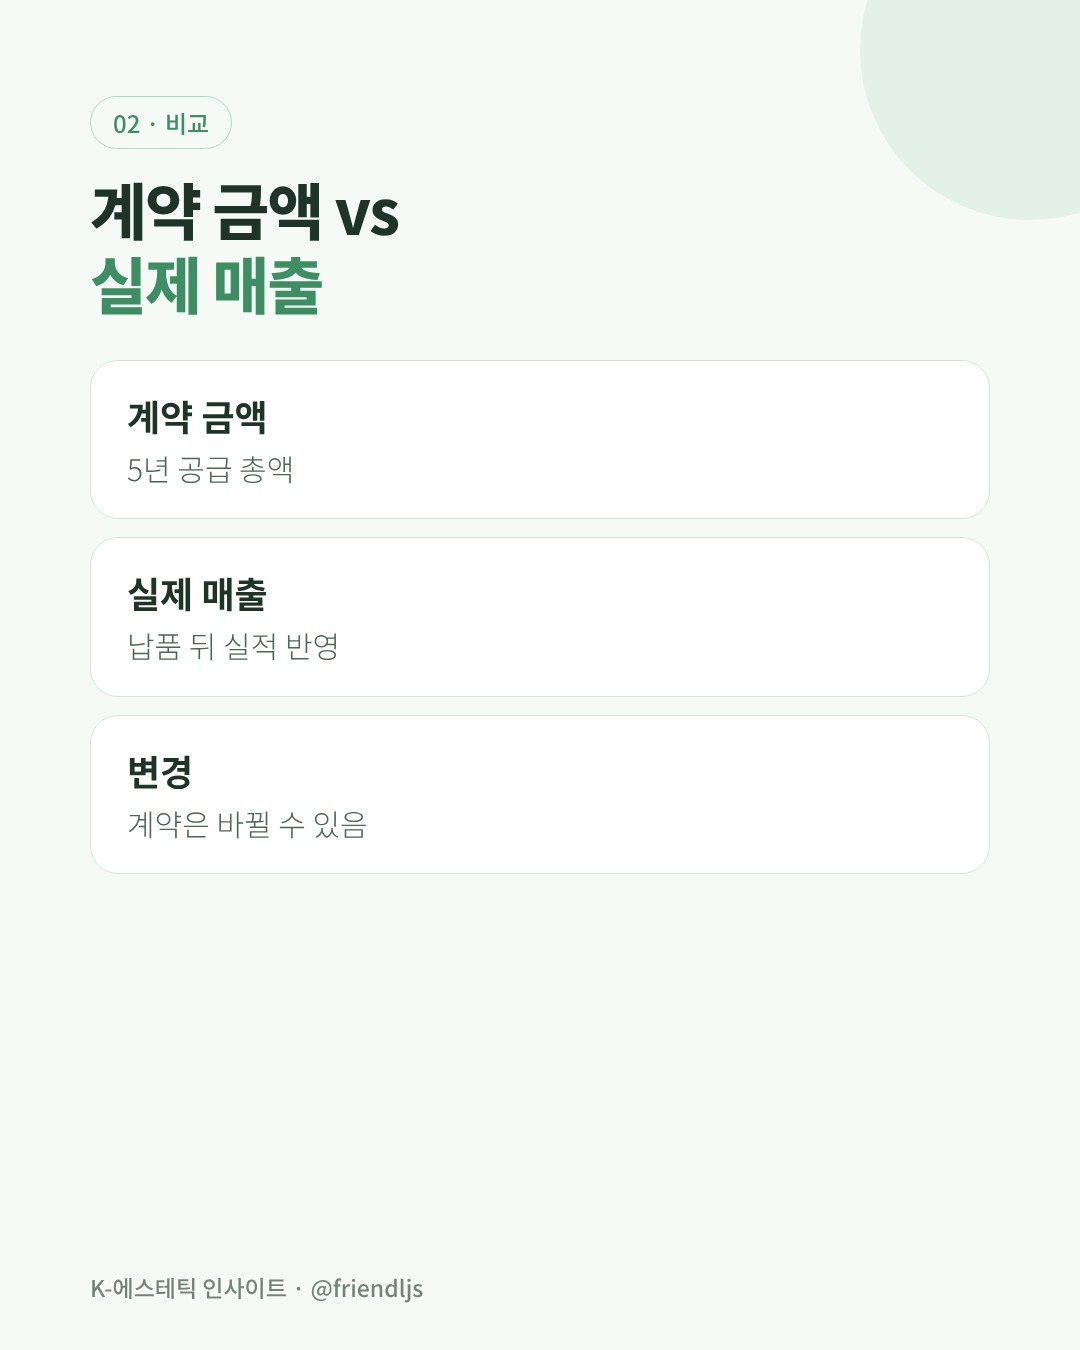 02 · 비교
계약 금액 vs
실제 매출
계약 금액
5년 공급 총액
실제 매출
납품 뒤 실적 반영
변경
계약은 바뀔 수 있음
K-에스테틱 인사이트 · @friendljs